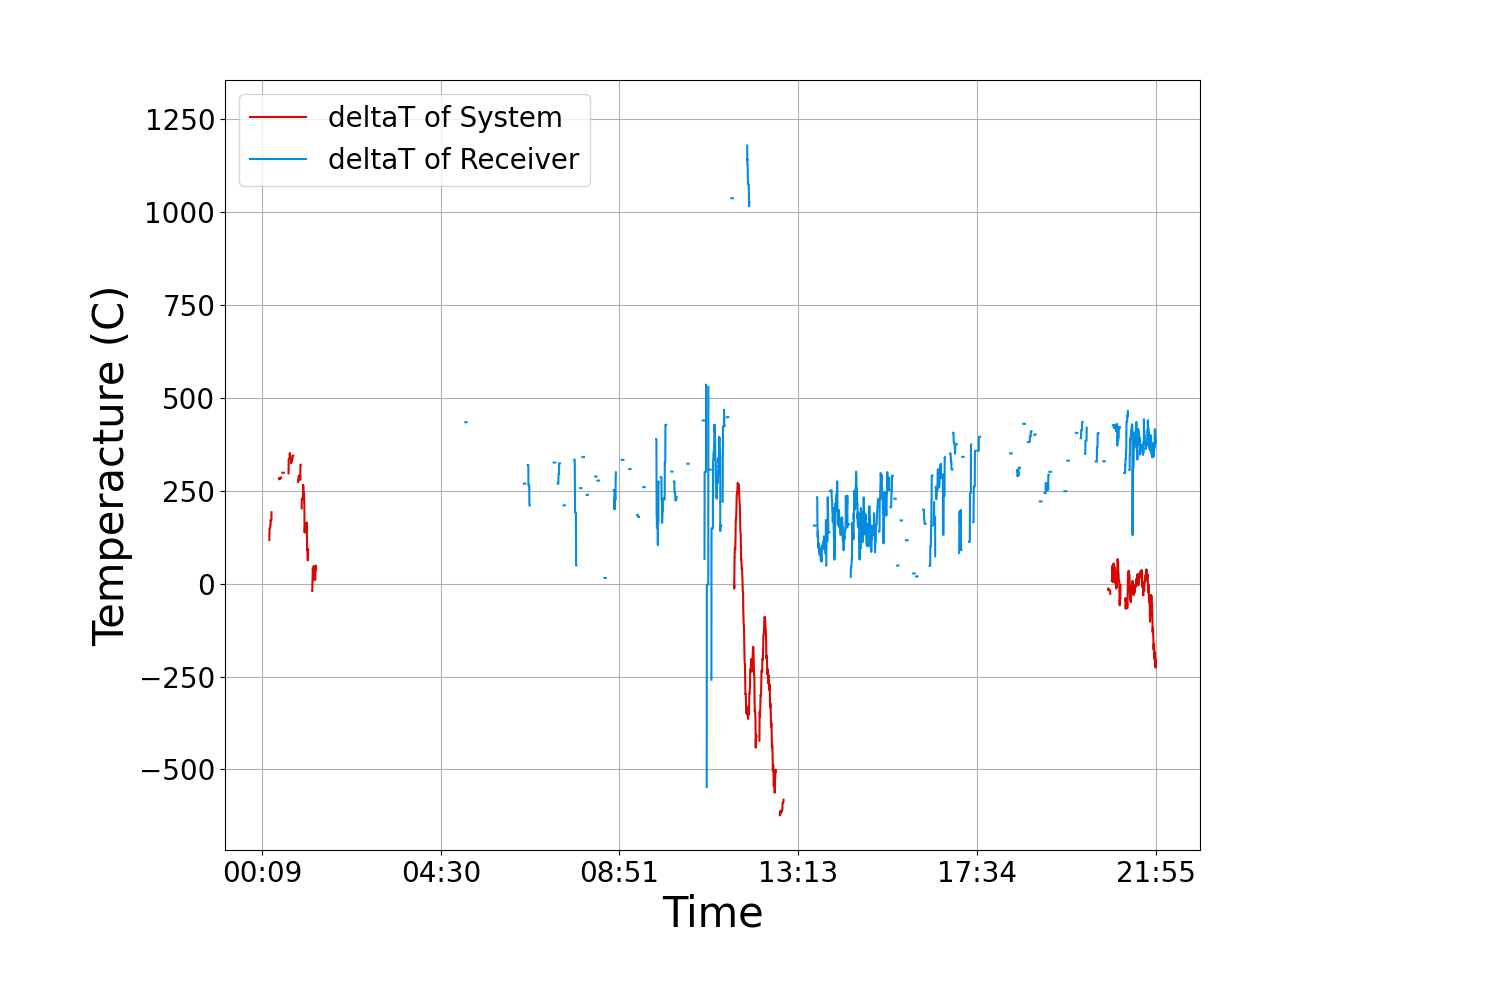 deltaT of System
deltaT of Receiver
1250
1000
750
500
250
0
−250
−500
Temperacture (C)
00:09 04:30 08:51 13:13 17:34 21:55
Time